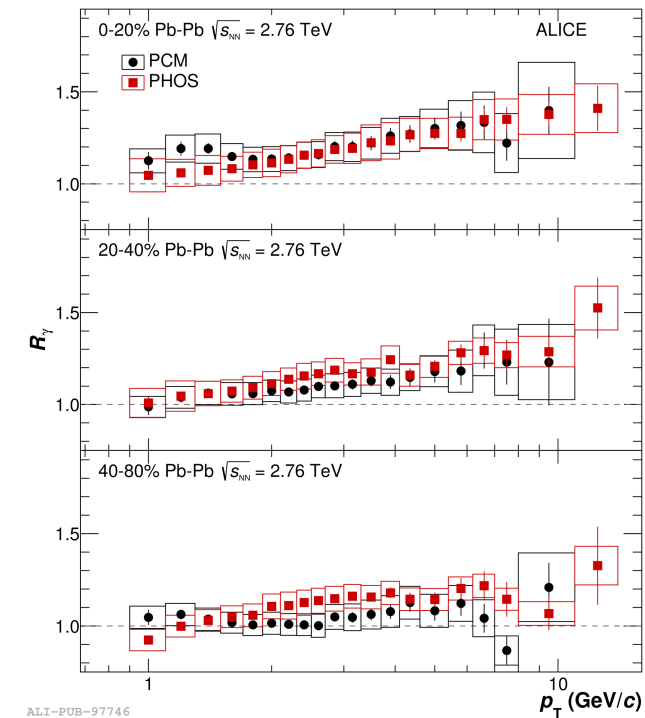 0-20% Pb-Pb √sNN = 2.76 TeV
ALICE
PCM
PHOS
1.5
1.0
20-40% Pb-Pb √sNN = 2.76 TeV
1.5
1.0
Rγ
40-80% Pb-Pb √sNN = 2.76 TeV
1.5
1.0
1
10
pT (GeV/c)
ALI-PUB-97746